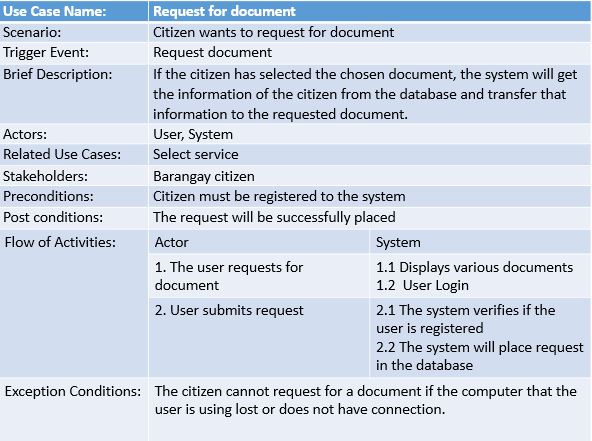 Use Case Name: Request for document
Scenario: Citizen wants to request for document
Trigger Event: Request document
Brief Description: If the citizen has selected the chosen document, the system will get
the information of the citizen from the database and transfer that
information to the requested document.
Actors: User, System
Related Use Cases: Select service
Stakeholders: Barangay citizen
Preconditions: Citizen must be registered to the system
Post conditions: The request will be successfully placed
Flow of Activities: Actor System
1. The user requests for
document
1.1 Displays various documents
1.2 User Login
2. User submits request
2.1 The system verifies if the
user is registered
2.2 The system will place request
in the database
Exception Conditions: The citizen cannot request for a document if the computer that the
user is using lost or does not have connection.